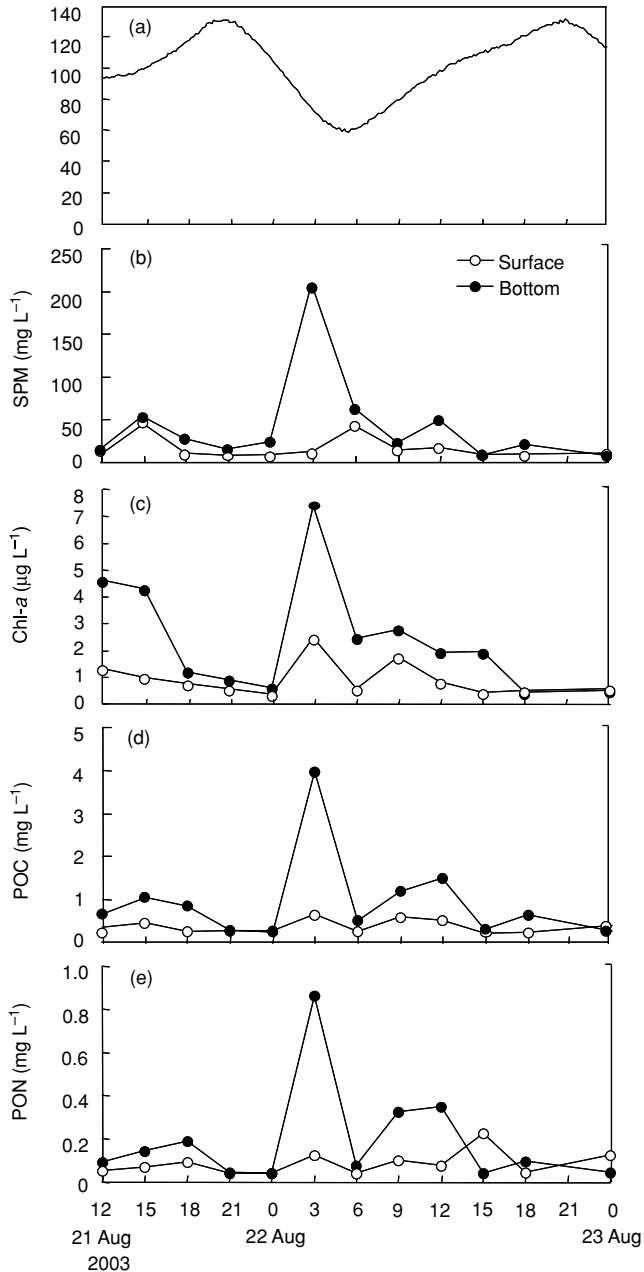 140
120
100
80
60
40
20
0
(a)
250
200
150
100
50
0
SPM (mg L⁻¹)
(b)
Surface
Bottom
8
7
6
5
4
3
2
1
0
Chl-a (µg L⁻¹)
(c)
5
4
3
2
1
0
POC (mg L⁻¹)
(d)
1.0
0.8
0.6
0.4
0.2
0
PON (mg L⁻¹)
(e)
12 15 18 21 0 3 6 9 12 15 18 21 0
21 Aug 22 Aug 23 Aug
2003